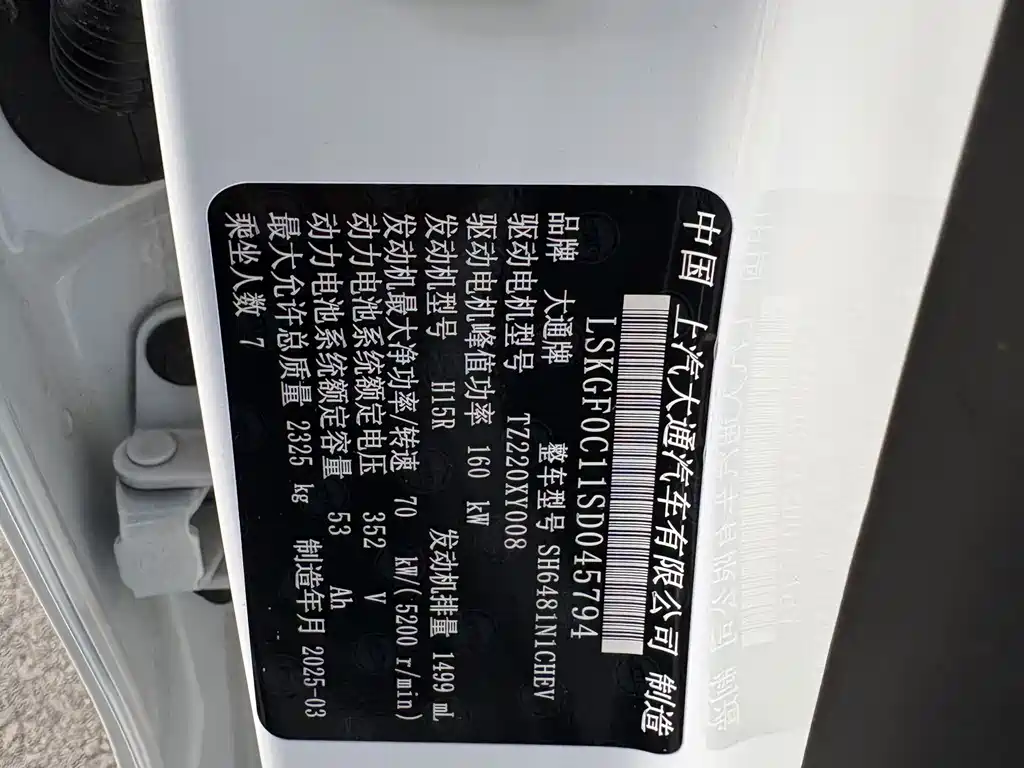 中国 上汽大通汽车有限公司 制造
LSKGF0C11SD045794
品牌 大通牌 整车型号 SH6481N1CHEV
驱动电机型号 TZ220XY008
驱动电机峰值功率 160 kW
发动机型号 H15R 发动机排量 1499 mL
发动机最大净功率/转速 70 kW/(5200 r/min)
动力电池系统额定电压 352 V
动力电池系统额定容量 53 Ah
最大允许总质量 2325 kg 制造年月 2025-03
乘坐人数 7